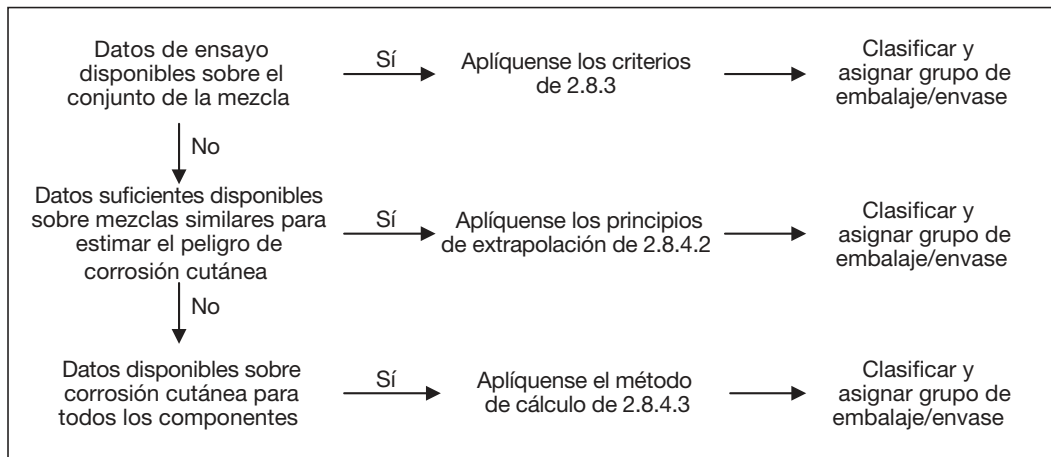 Datos de ensayo
disponibles sobre el
conjunto de la mezcla
Sí
Aplíquense los criterios
de 2.8.3
Clasificar y
asignar grupo de
embalaje/envase
No
Datos suficientes disponibles
sobre mezclas similares para
estimar el peligro de
corrosión cutánea
Sí
Aplíquense los principios
de extrapolación de 2.8.4.2
Clasificar y
asignar grupo de
embalaje/envase
No
Datos disponibles sobre
corrosión cutánea para
todos los componentes
Sí
Aplíquense el método
de cálculo de 2.8.4.3
Clasificar y
asignar grupo de
embalaje/envase